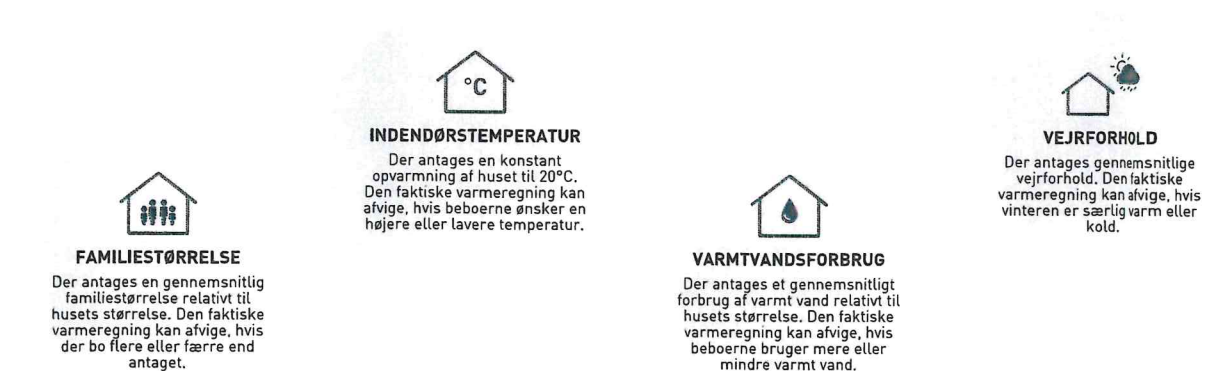 FAMILIESTØRRELSE
Der antages en gennemsnitlig
familiestørrelse relativt til
husets størrelse. Den faktiske
varmeregning kan afvige, hvis
der bo flere eller færre end
antaget.
°C
INDENDØRSTEMPERATUR
Der antages en konstant
opvarmning af huset til 20°C.
Den faktiske varmeregning kan
afvige, hvis beboerne ønsker en
højere eller lavere temperatur.
VARMTVANDSFORBRUG
Der antages et gennemsnitligt
forbrug af varmt vand relativt til
husets størrelse. Den faktiske
varmeregning kan afvige, hvis
beboerne bruger mere eller
mindre varmt vand.
VEJRFORHOLD
Der antages gennemsnitlige
vejrforhold. Den faktiske
varmeregning kan afvige, hvis
vinteren er særlig varm eller
kold.